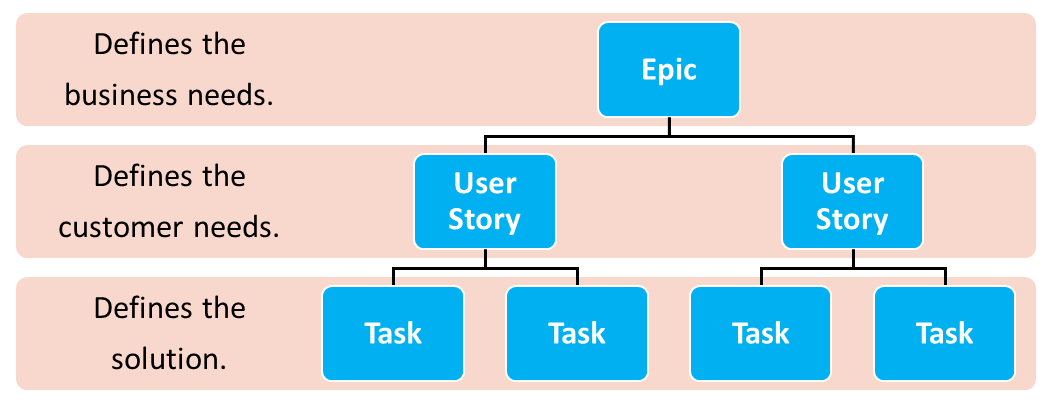 Defines the
business needs.
Epic
Defines the
customer needs.
User
Story
User
Story
Defines the
solution.
Task
Task
Task
Task